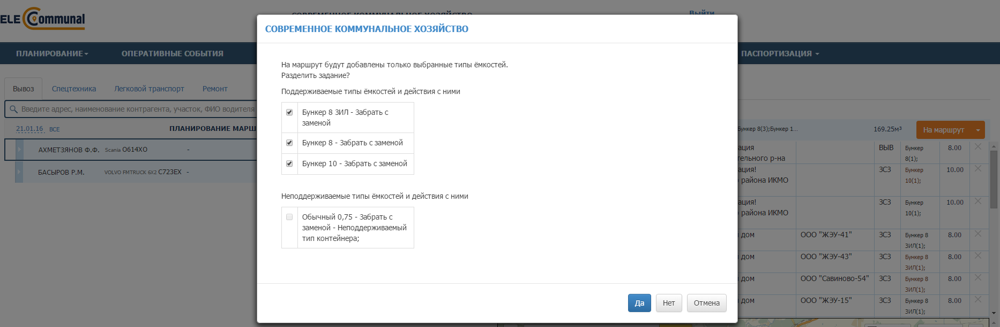 ELE Communal
СОВРЕМЕННОЕ КОММУНАЛЬНОЕ ХОЗЯЙСТВО
Выйти
ПЛАНИРОВАНИЕ
ОПЕРАТИВНЫЕ СОБЫТИЯ
ПАСПОРТИЗАЦИЯ
Вывоз
Спецтехника
Легковой транспорт
Ремонт
Введите адрес, наименование контрагента, участок, ФИО водителя
21.01.16 ВСЕ ПЛАНИРОВАНИЕ МАРШ
АХМЕТЗЯНОВ Ф.Ф. Scania О614ХО -
БАСЫРОВ Р.М. VOLVO FMTRUCK 6X2 С723ЕХ -
СОВРЕМЕННОЕ КОММУНАЛЬНОЕ ХОЗЯЙСТВО
На маршрут будут добавлены только выбранные типы ёмкостей.
Разделить задание?
Поддерживаемые типы ёмкостей и действия с ними
Бункер 8 ЗИЛ - Забрать с
заменой
Бункер 8 - Забрать с заменой
Бункер 10 - Забрать с заменой
Неподдерживаемые типы ёмкостей и действия с ними
Обычный 0,75 - Забрать с
заменой - Неподдерживаемый
тип контейнера;
Да
Нет
Отмена
Бункер 8(3);Бункер 1... 169.25м³ На маршрут
ация ВЫВ Бункер 8.00
тельного р-на 8(1);
ация! ЗСЗ Бункер 10.00
района ИКМО 10(1);
ация! ЗСЗ Бункер 10.00
района ИКМО 10(1);
дом ООО "ЖЭУ-41" ЗСЗ Бункер 8 8.00
ЗИЛ(1);
дом ООО "ЖЭУ-43" ЗСЗ Бункер 8 8.00
ЗИЛ(1);
дом ООО "Савиново-54" ЗСЗ Бункер 8 8.00
ЗИЛ(1);
дом ООО "ЖЭУ-15" ЗСЗ Бункер 8 8.00
ЗИЛ(1);